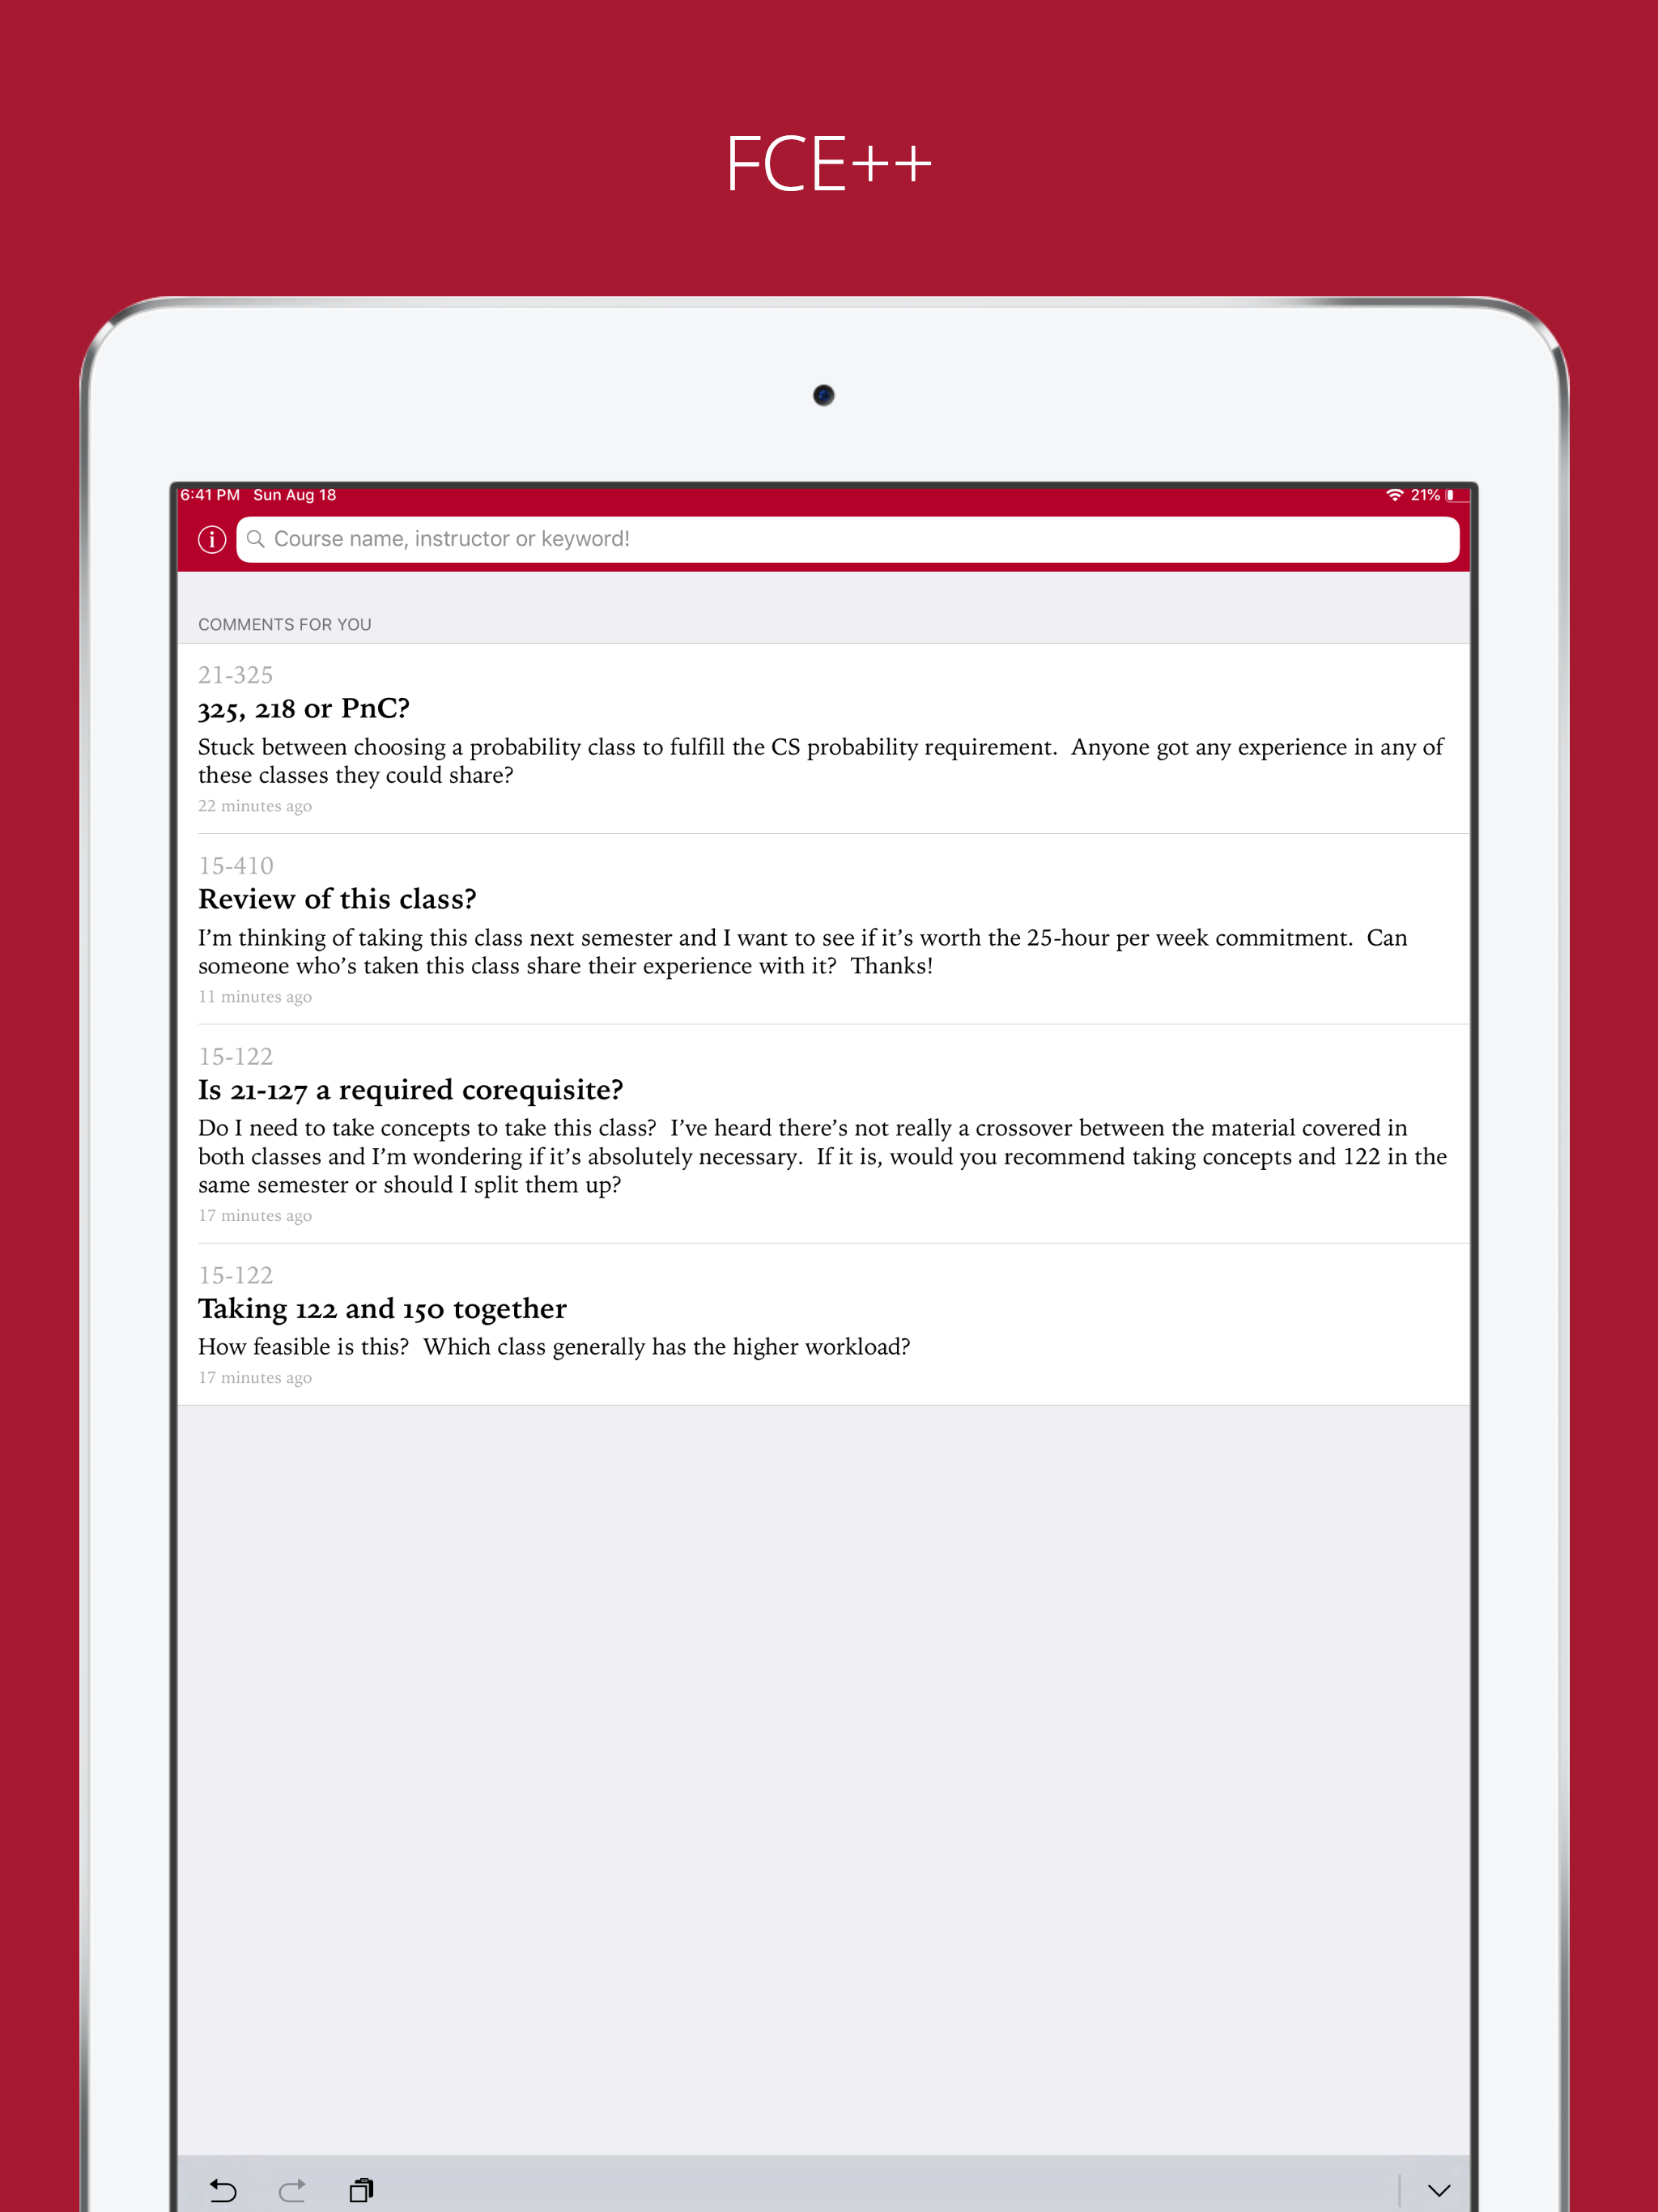 FCE++
6:41 PM Sun Aug 18
21%
Course name, instructor or keyword!
COMMENTS FOR YOU
21-325
325, 218 or PnC?
Stuck between choosing a probability class to fulfill the CS probability requirement.  Anyone got any experience in any of
these classes they could share?
22 minutes ago
15-410
Review of this class?
I’m thinking of taking this class next semester and I want to see if it’s worth the 25-hour per week commitment.  Can
someone who’s taken this class share their experience with it?  Thanks!
11 minutes ago
15-122
Is 21-127 a required corequisite?
Do I need to take concepts to take this class?  I’ve heard there’s not really a crossover between the material covered in
both classes and I’m wondering if it’s absolutely necessary.  If it is, would you recommend taking concepts and 122 in the
same semester or should I split them up?
17 minutes ago
15-122
Taking 122 and 150 together
How feasible is this?  Which class generally has the higher workload?
17 minutes ago